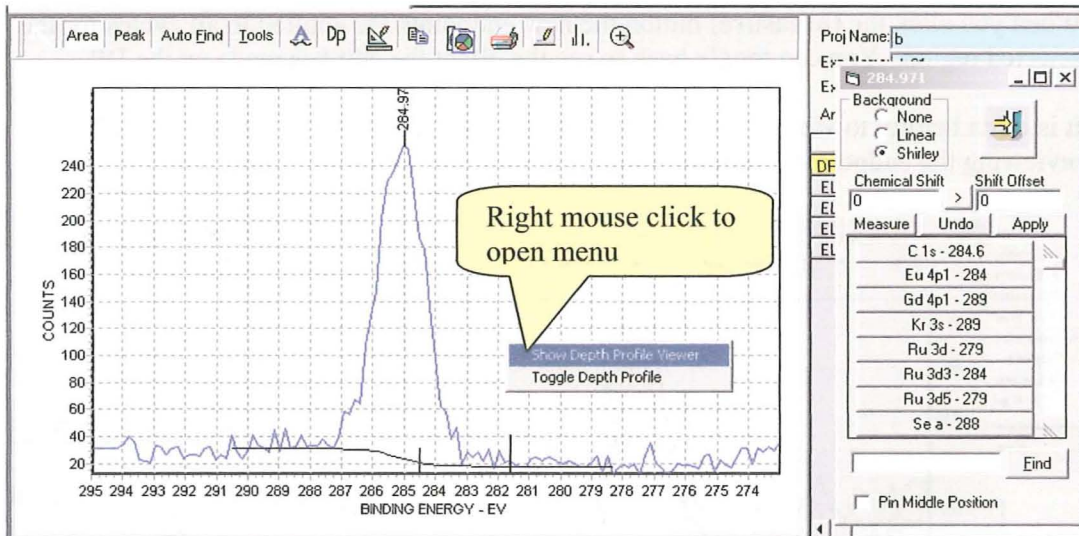 Area Peak Auto Find Tools Dp
284.97
240
220
200
180
160
140
120
100
80
60
40
20
COUNTS
295 294 293 292 291 290 289 288 287 286 285 284 283 282 281 280 279 278 277 276 275 274
BINDING ENERGY - EV
Right mouse click to
open menu
Show Depth Profile Viewer
Toggle Depth Profile
Proj Name: b
284.971
Background
None
Linear
Shirley
Chemical Shift Shift Offset
0 > 0
Measure Undo Apply
C 1s - 284.6
Eu 4p1 - 284
Gd 4p1 - 289
Kr 3s - 289
Ru 3d - 279
Ru 3d3 - 284
Ru 3d5 - 279
Se a - 288
Find
Pin Middle Position
EL
EL
EL
EL